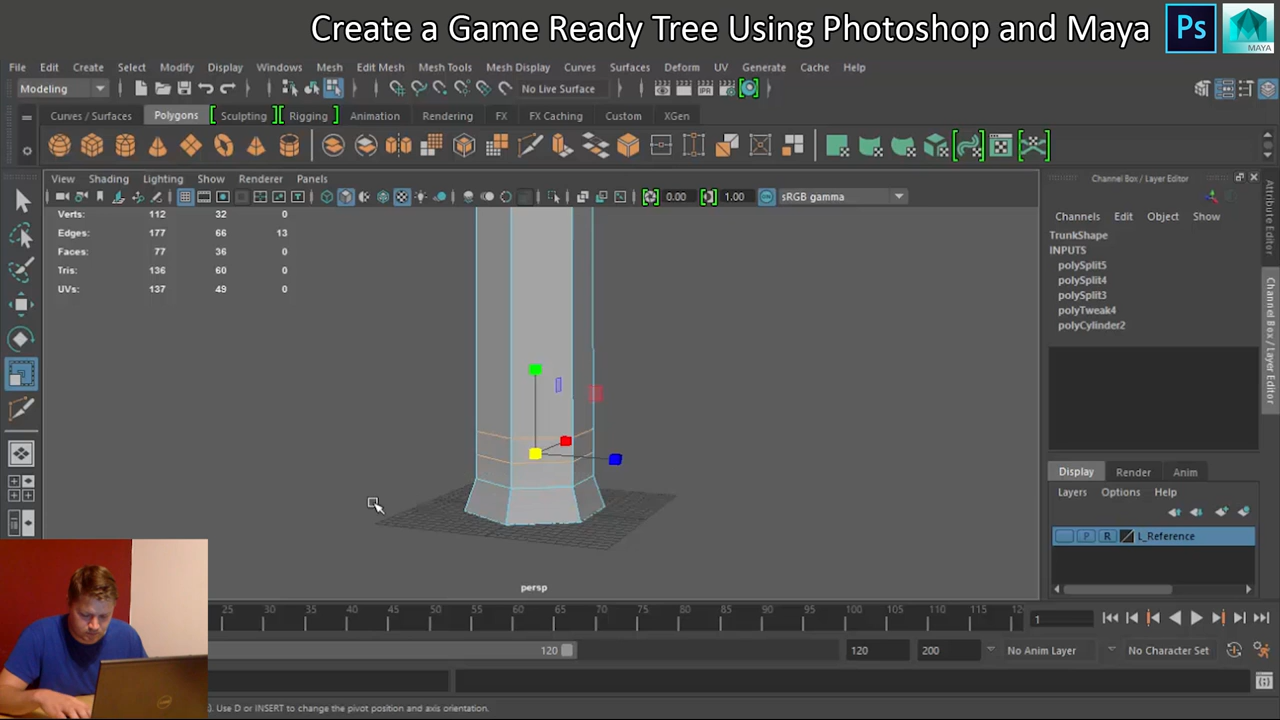 Create a Game Ready Tree Using Photoshop and Maya
Ps
MAYA
File Edit Create Select Modify Display Windows Mesh Edit Mesh Mesh Tools Mesh Display Curves Surfaces Deform UV Generate Cache Help
Modeling
No Live Surface
Curves / Surfaces Polygons Sculpting Rigging Animation Rendering FX FX Caching Custom XGen
View Shading Lighting Show Renderer Panels
0.00 1.00 sRGB gamma
Verts: 112 32 0
Edges: 177 66 13
Faces: 77 36 0
Tris: 136 60 0
UVs: 137 49 0
persp
Channel Box / Layer Editor
Channels Edit Object Show
TrunkShape
INPUTS
polySplit5
polySplit4
polySplit3
polyTweak4
polyCylinder2
Attribute Editor
Channel Box / Layer Editor
Display Render Anim
Layers Options Help
P R L_Reference
25 30 35 40 45 50 55 60 65 70 75 80 85 90 95 100 105 110 115 12
1
120
120 200 No Anim Layer No Character Set
Use D or INSERT to change the pivot position and axis orientation.